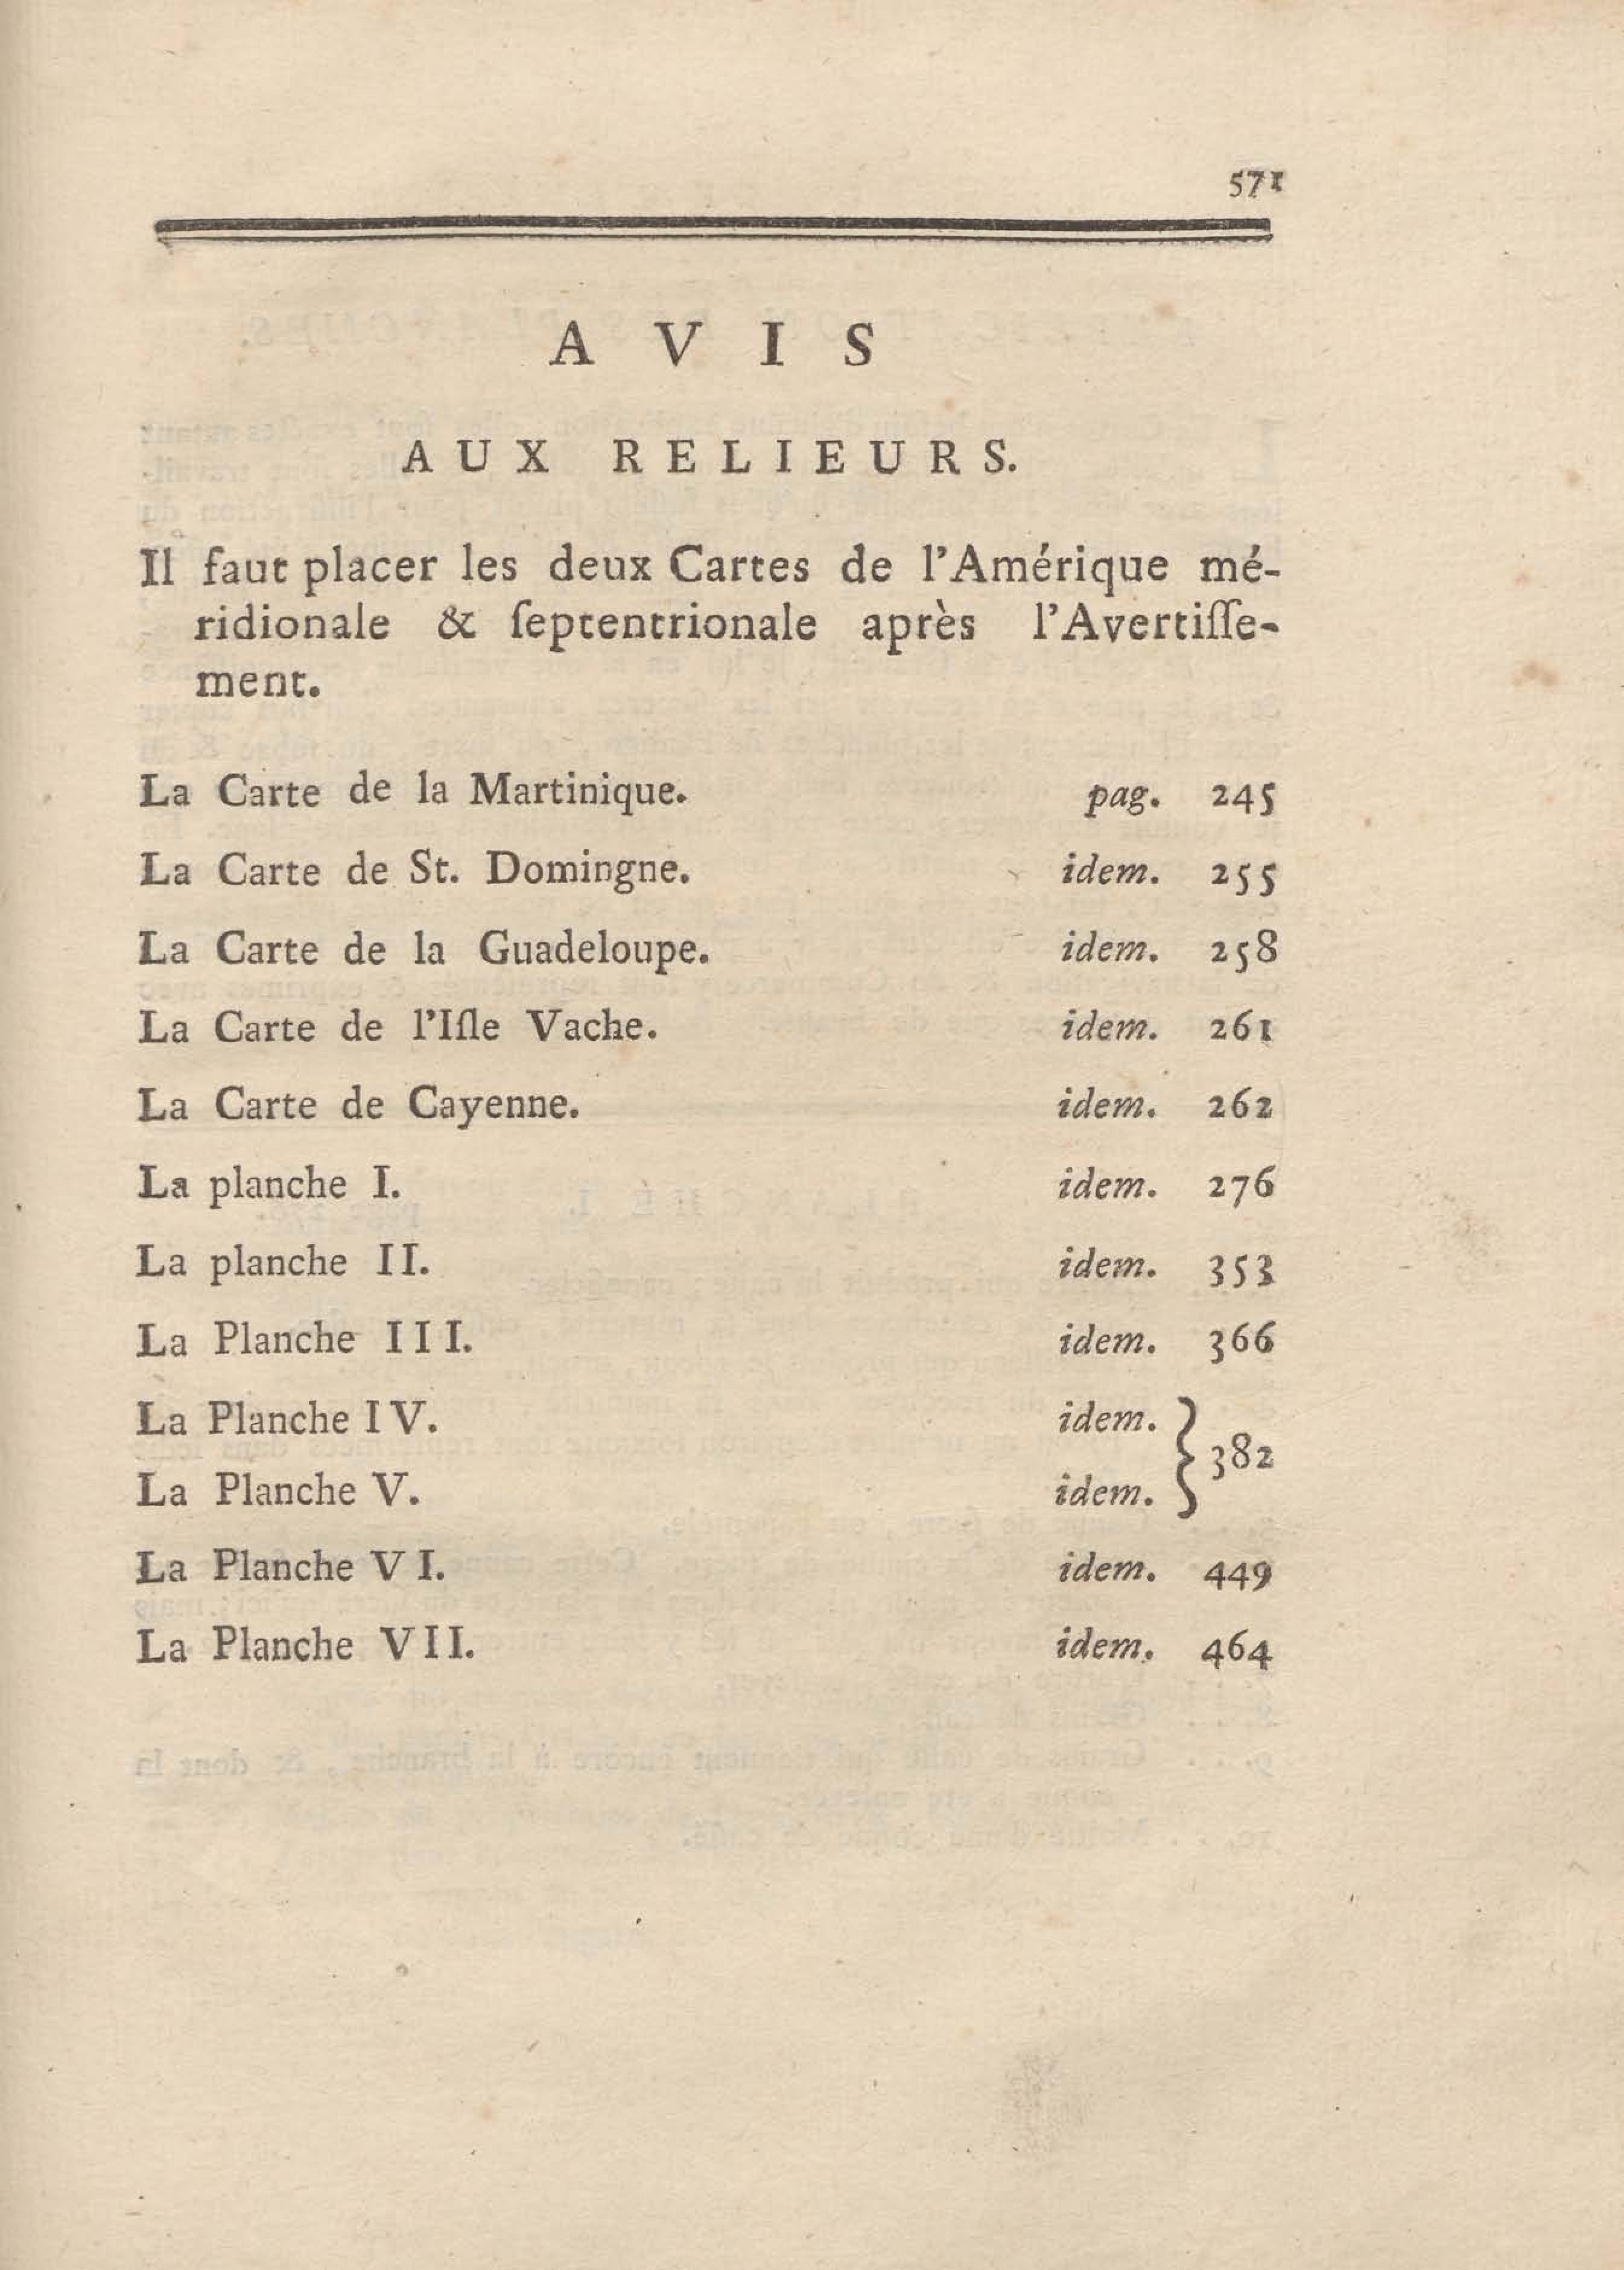 571
A V I S
AUX RELIEURS.
Il faut placer les deux Cartes de l'Amérique mé-
ridionale & ſeptentrionale après l'Avertiſſe-
ment.
La Carte de la Martinique. pag. 245
La Carte de St. Domingne. idem. 255
La Carte de la Guadeloupe. idem. 258
La Carte de l'Iſle Vache. idem. 261
La Carte de Cayenne. idem. 262
La planche I. idem. 276
La planche II. idem. 353
La Planche III. idem. 366
La Planche IV. idem.
} 382
La Planche V. idem.
La Planche VI. idem. 449
La Planche VII. idem. 464